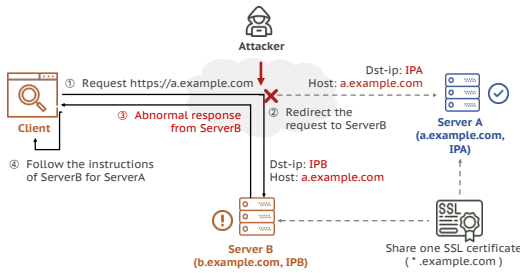 Attacker
① Request https://a.example.com
Dst-ip: IPA
Host: a.example.com
Client
③ Abnormal response
from ServerB
② Redirect the
request to ServerB
Server A
(a.example.com,
IPA)
④ Follow the instructions
of ServerB for ServerA
Dst-ip: IPB
Host: a.example.com
SSL
Server B
(b.example.com, IPB)
Share one SSL certificate
( * .example.com )